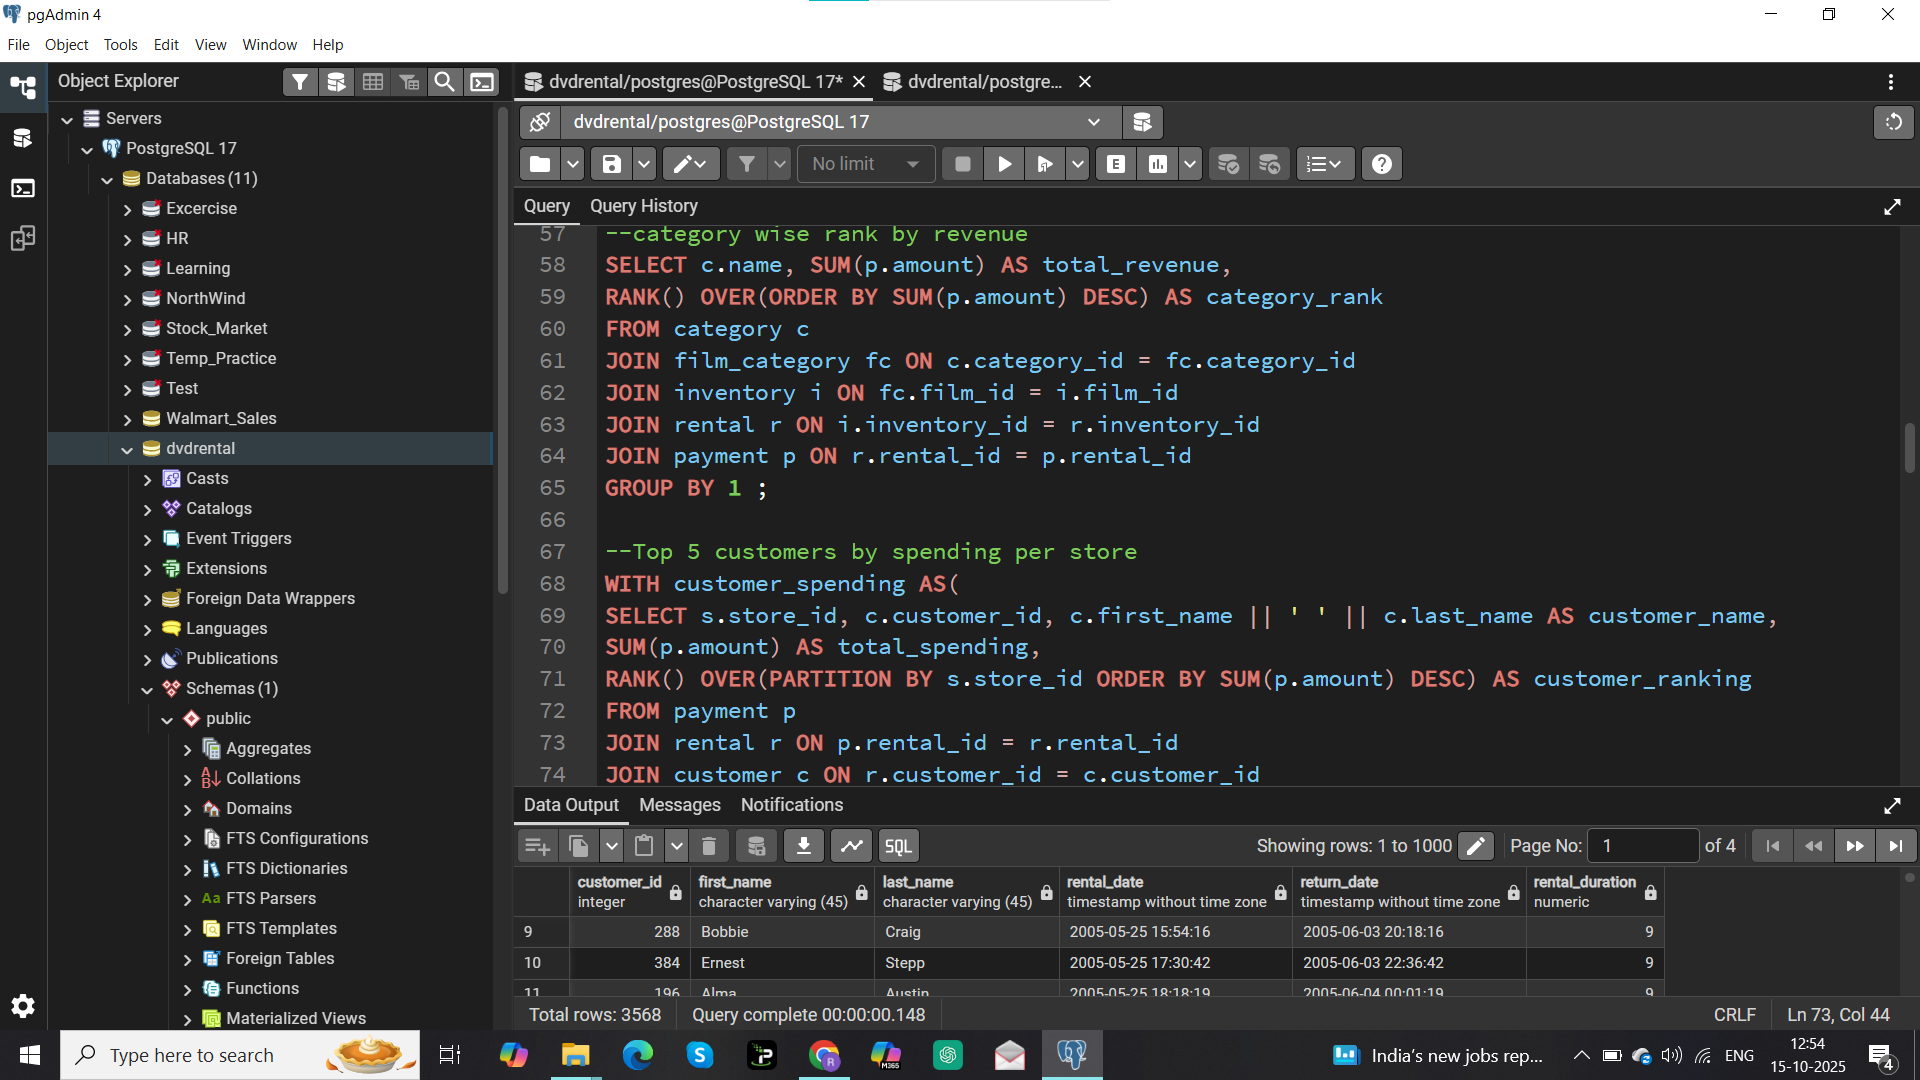 pgAdmin 4
File Object Tools Edit View Window Help
Object Explorer
dvdrental/postgres@PostgreSQL 17*
dvdrental/postgre...
Servers
PostgreSQL 17
Databases (11)
Excercise
HR
Learning
NorthWind
Stock_Market
Temp_Practice
Test
Walmart_Sales
dvdrental
Casts
Catalogs
Event Triggers
Extensions
Foreign Data Wrappers
Languages
Publications
Schemas (1)
public
Aggregates
Collations
Domains
FTS Configurations
FTS Dictionaries
Aa FTS Parsers
FTS Templates
Foreign Tables
Functions
Materialized Views
dvdrental/postgres@PostgreSQL 17
No limit
E
Query Query History
57 --category wise rank by revenue
58 SELECT c.name, SUM(p.amount) AS total_revenue,
59 RANK() OVER(ORDER BY SUM(p.amount) DESC) AS category_rank
60 FROM category c
61 JOIN film_category fc ON c.category_id = fc.category_id
62 JOIN inventory i ON fc.film_id = i.film_id
63 JOIN rental r ON i.inventory_id = r.inventory_id
64 JOIN payment p ON r.rental_id = p.rental_id
65 GROUP BY 1 ;
66
67 --Top 5 customers by spending per store
68 WITH customer_spending AS(
69 SELECT s.store_id, c.customer_id, c.first_name || ' ' || c.last_name AS customer_name,
70 SUM(p.amount) AS total_spending,
71 RANK() OVER(PARTITION BY s.store_id ORDER BY SUM(p.amount) DESC) AS customer_ranking
72 FROM payment p
73 JOIN rental r ON p.rental_id = r.rental_id
74 JOIN customer c ON r.customer_id = c.customer_id
Data Output Messages Notifications
SQL
Showing rows: 1 to 1000
Page No: 1 of 4
customer_id first_name last_name rental_date return_date rental_duration
integer character varying (45) character varying (45) timestamp without time zone timestamp without time zone numeric
9 288 Bobbie Craig 2005-05-25 15:54:16 2005-06-03 20:18:16 9
10 384 Ernest Stepp 2005-05-25 17:30:42 2005-06-03 22:36:42 9
11 196 Alma Austin 2005-05-25 18:18:19 2005-06-04 00:01:19 9
Total rows: 3568 Query complete 00:00:00.148 CRLF Ln 73, Col 44
Type here to search
M365
India's new jobs rep...
ENG
12:54
15-10-2025
4